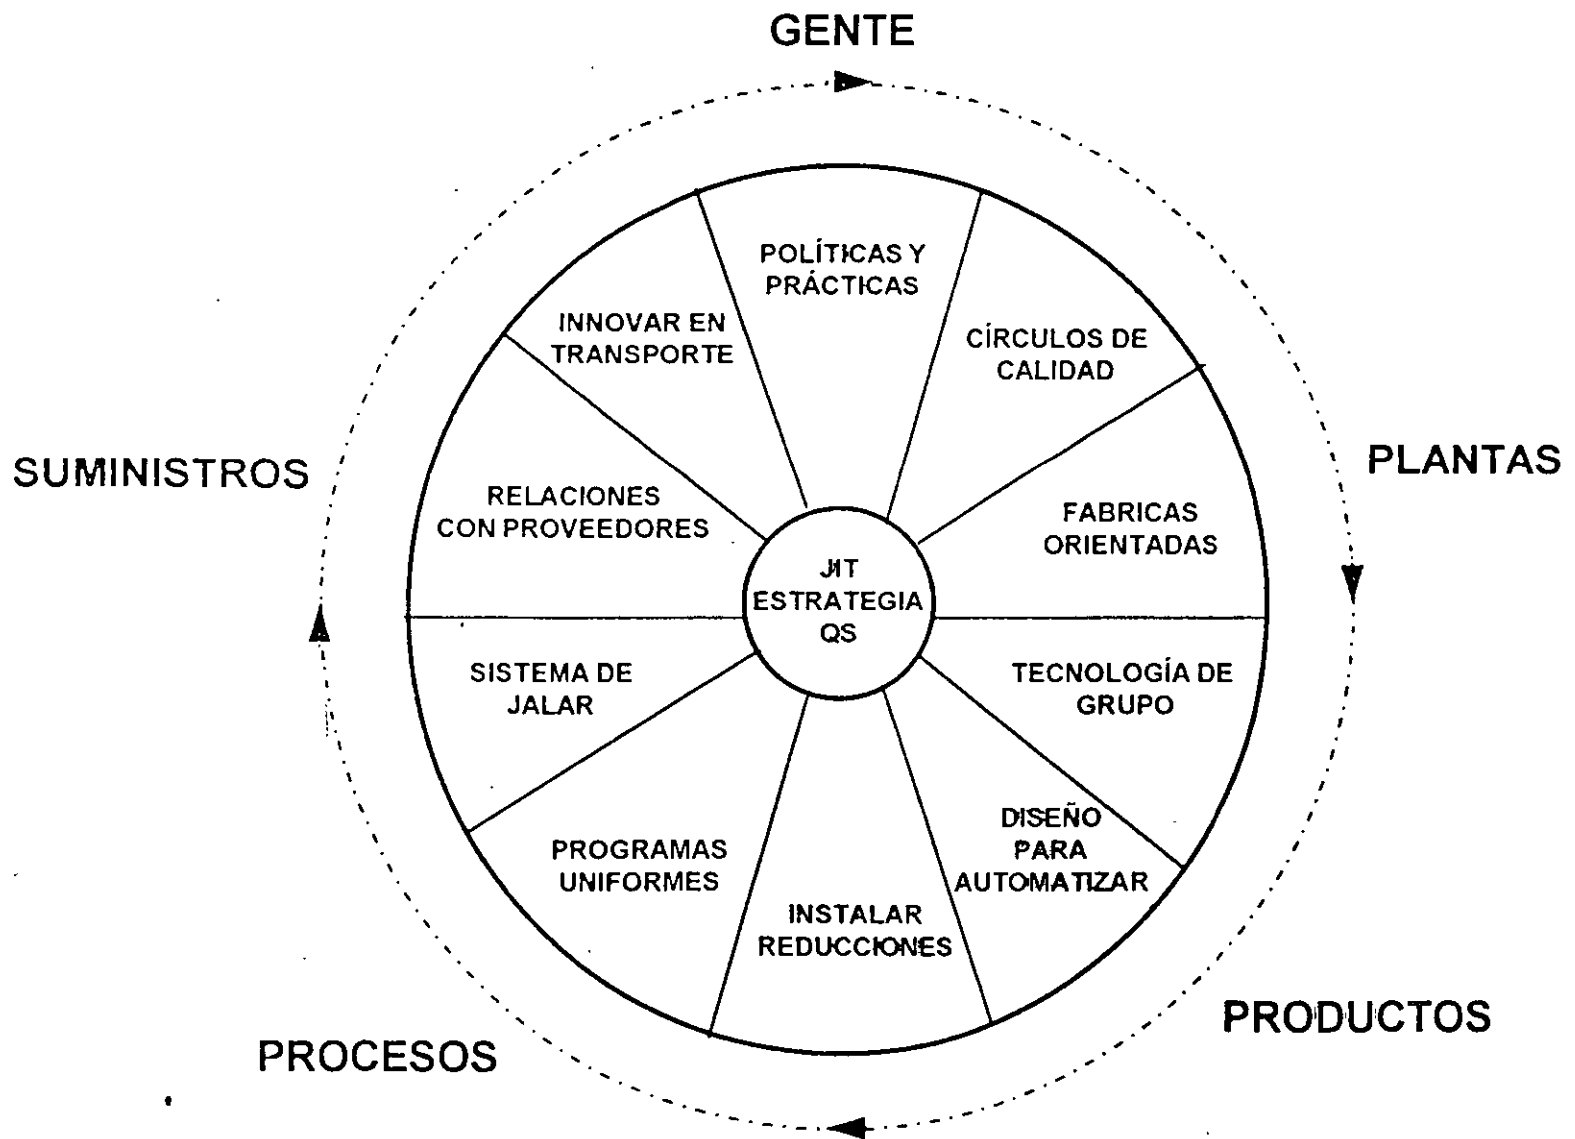 GENTE
POLÍTICAS Y
PRÁCTICAS
INNOVAR EN
TRANSPORTE
CÍRCULOS DE
CALIDAD
SUMINISTROS
PLANTAS
RELACIONES
CON PROVEEDORES
FABRICAS
ORIENTADAS
JIT
ESTRATEGIA
QS
SISTEMA DE
JALAR
TECNOLOGÍA DE
GRUPO
DISEÑO
PARA
AUTOMATIZAR
PROGRAMAS
UNIFORMES
INSTALAR
REDUCCIONES
PRODUCTOS
PROCESOS